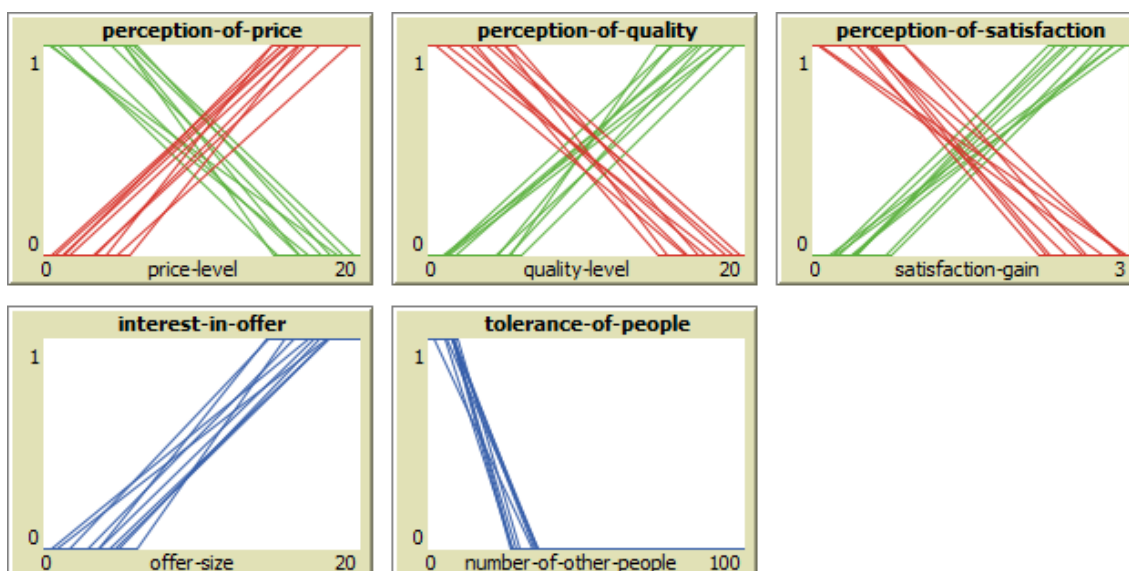 perception-of-price
1
0
0 price-level 20
perception-of-quality
1
0
0 quality-level 20
perception-of-satisfaction
1
0
0 satisfaction-gain 3
interest-in-offer
1
0
0 offer-size 20
tolerance-of-people
1
0
0 number-of-other-people 100